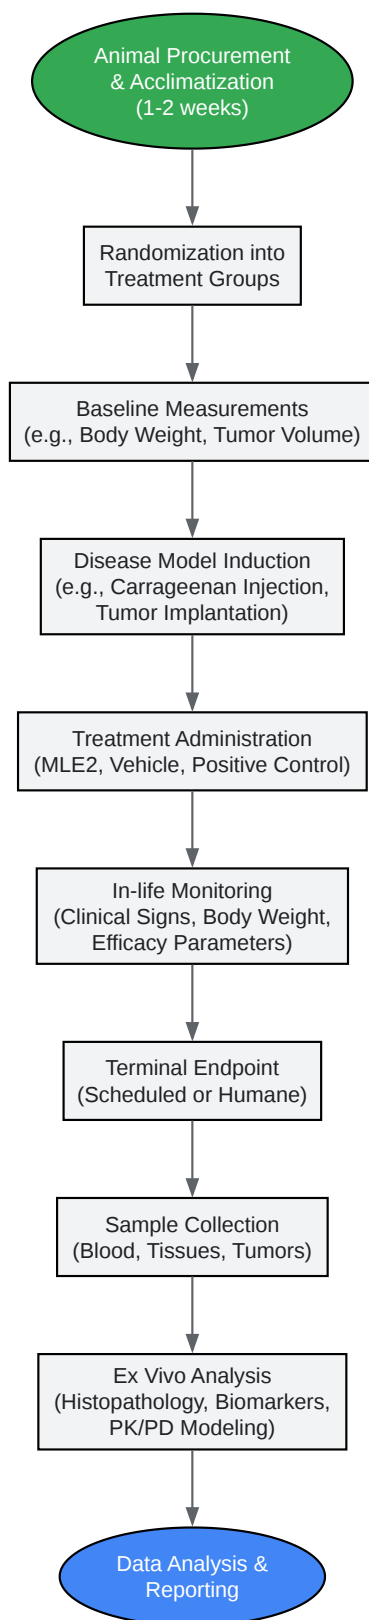 Animal Procurement
& Acclimatization
(1-2 weeks)
Randomization into
Treatment Groups
Baseline Measurements
(e.g., Body Weight, Tumor Volume)
Disease Model Induction
(e.g., Carrageenan Injection,
Tumor Implantation)
Treatment Administration
(MLE2, Vehicle, Positive Control)
In-life Monitoring
(Clinical Signs, Body Weight,
Efficacy Parameters)
Terminal Endpoint
(Scheduled or Humane)
Sample Collection
(Blood, Tissues, Tumors)
Ex Vivo Analysis
(Histopathology, Biomarkers,
PK/PD Modeling)
Data Analysis &
Reporting